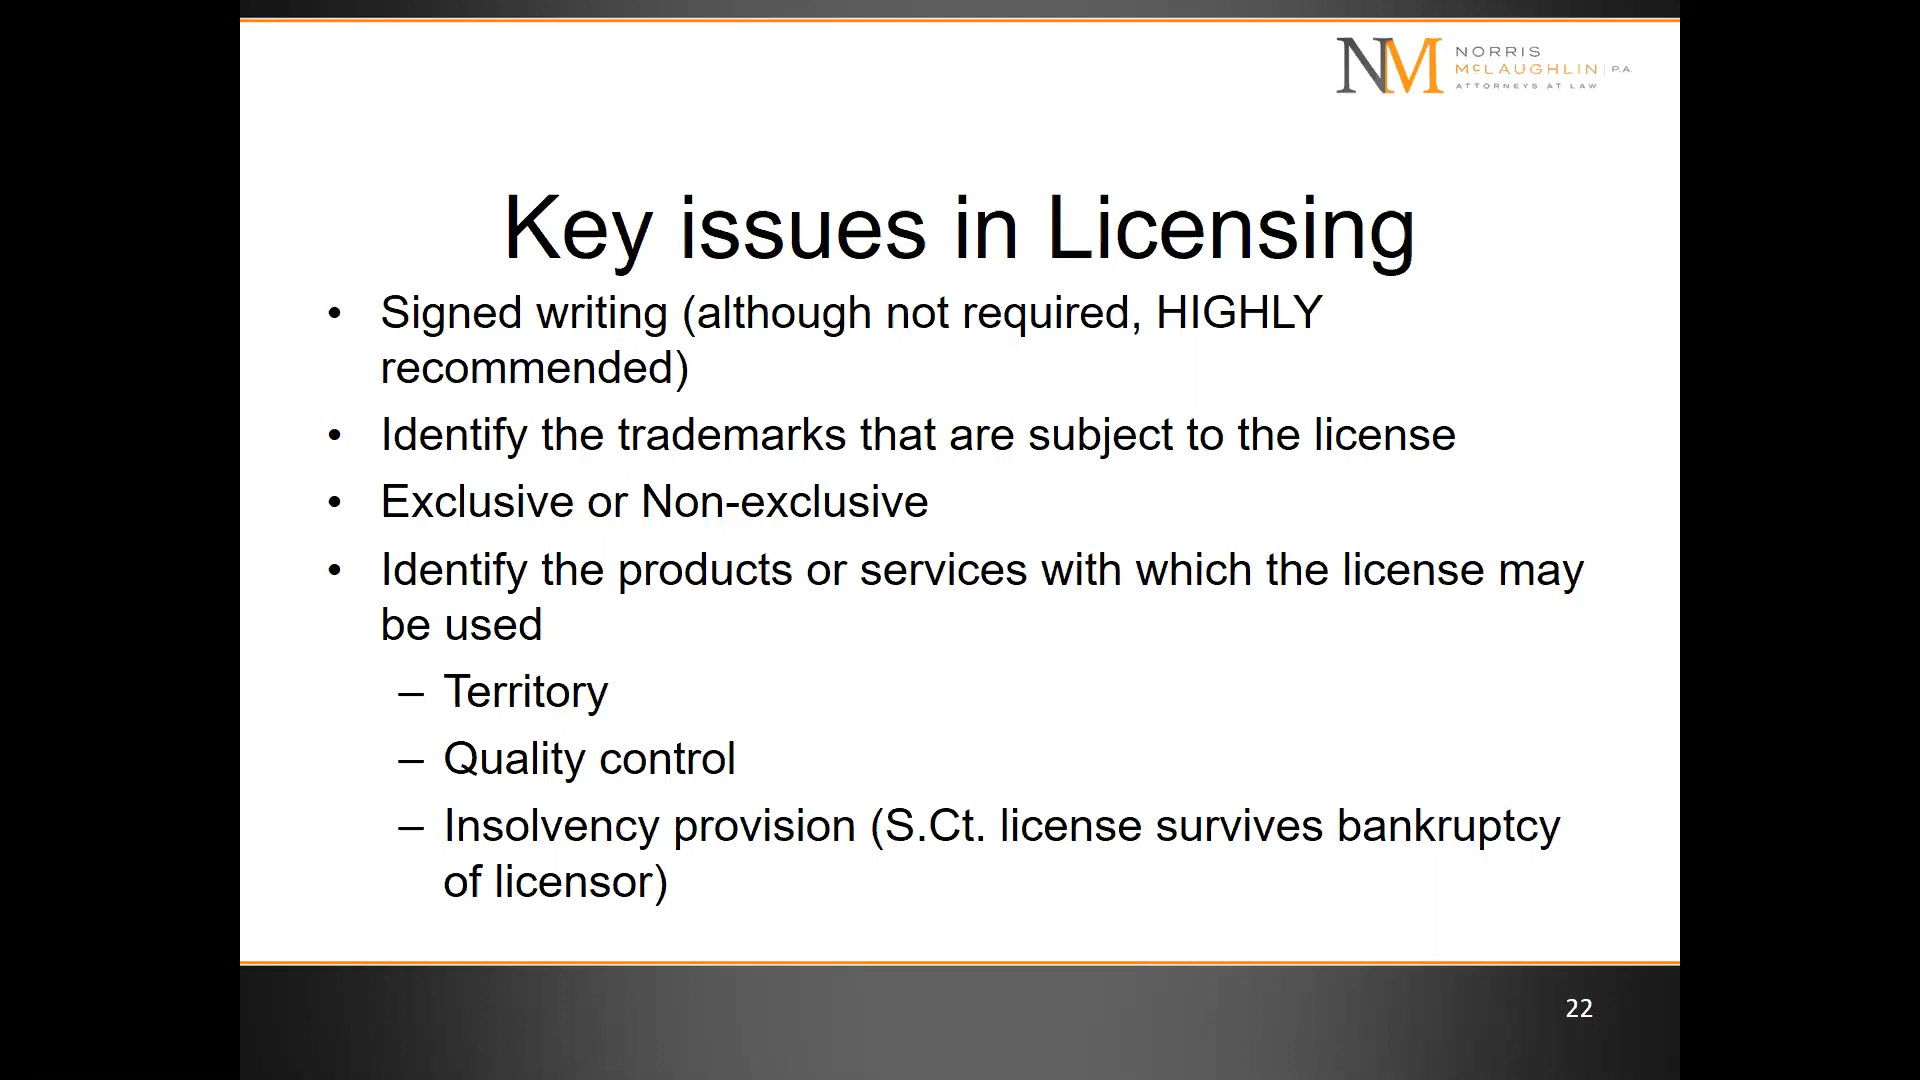 NM NORRIS
McLAUGHLIN P.A.
ATTORNEYS AT LAW
Key issues in Licensing
• Signed writing (although not required, HIGHLY
recommended)
• Identify the trademarks that are subject to the license
• Exclusive or Non-exclusive
• Identify the products or services with which the license may
be used
– Territory
– Quality control
– Insolvency provision (S.Ct. license survives bankruptcy
of licensor)
22